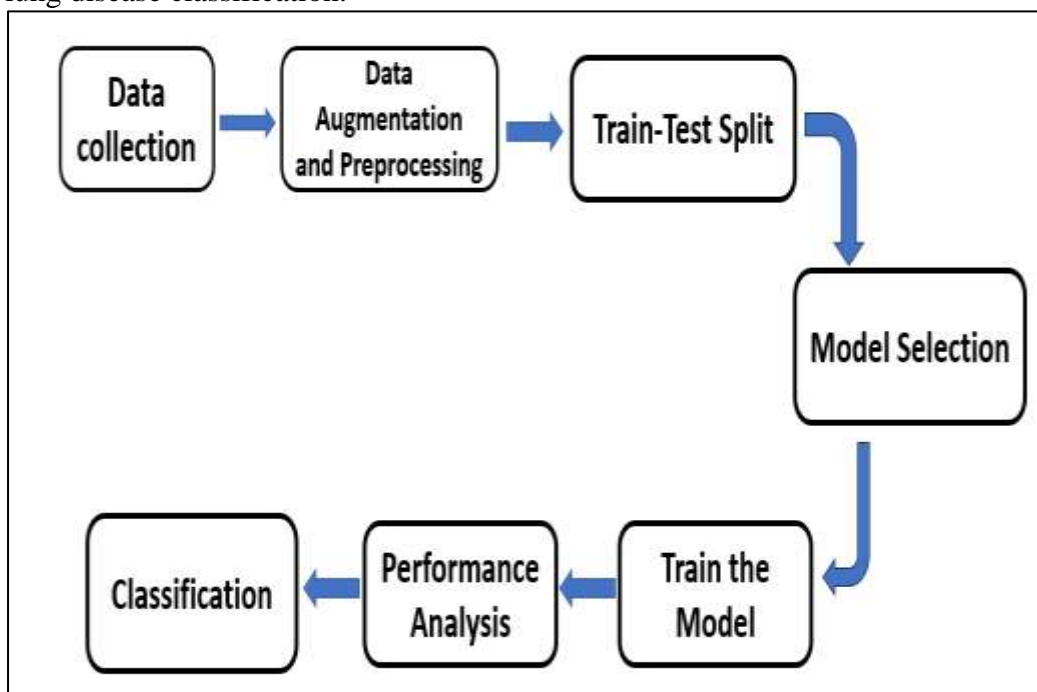 lung disease classification.
Data
collection
Data
Augmentation
and Preprocessing
Train-Test Split
Model Selection
Train the
Model
Performance
Analysis
Classification